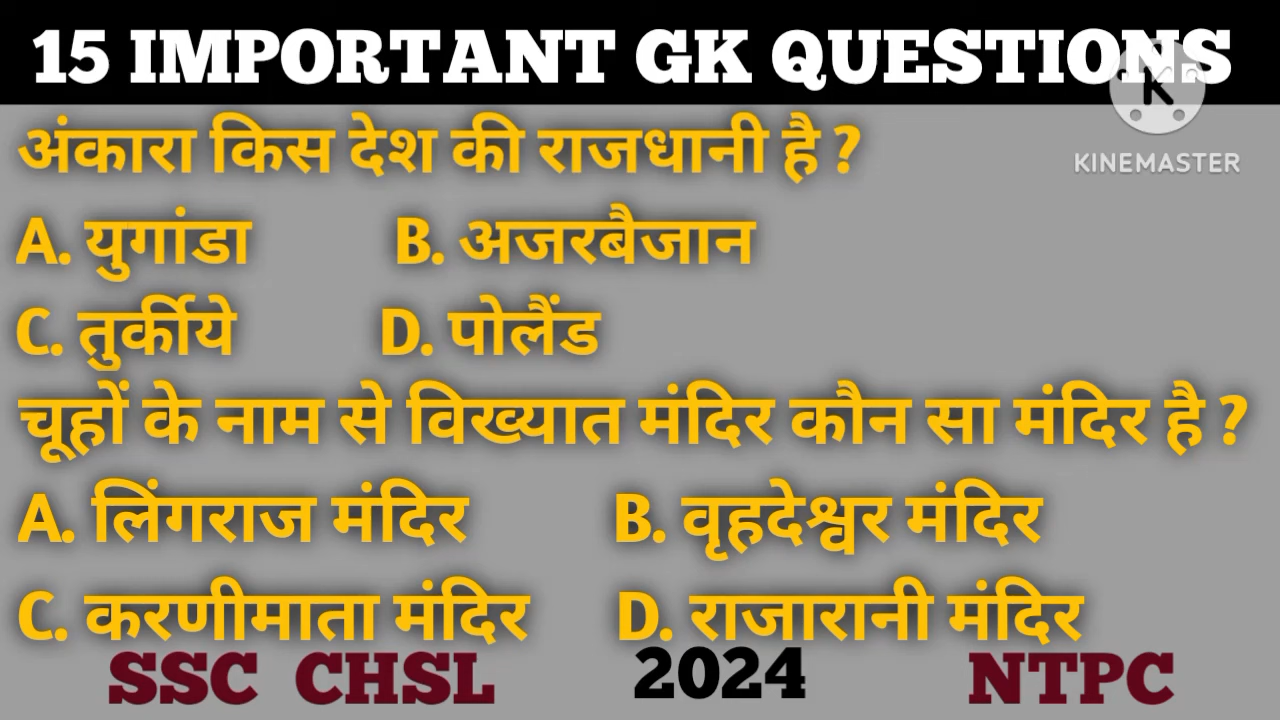 15 IMPORTANT GK QUESTIONS
KINEMASTER
अंकारा किस देश की राजधानी है ?
A. युगांडा B. अजरबैजान
C. तुर्कीये D. पोलैंड
चूहों के नाम से विख्यात मंदिर कौन सा मंदिर है ?
A. लिंगराज मंदिर B. वृहदेश्वर मंदिर
C. करणीमाता मंदिर D. राजारानी मंदिर
SSC CHSL 2024 NTPC